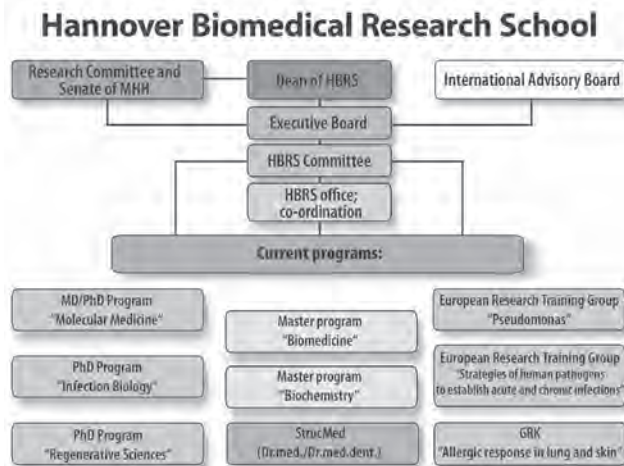 Hannover Biomedical Research School
Research Committee and
Senate of MHH
Dean of HBRS
International Advisory Board
Executive Board
HBRS Committee
HBRS office;
co-ordination
Current programs:
MD/PhD Program
"Molecular Medicine"
PhD Program
"Infection Biology"
PhD Program
"Regenerative Sciences"
Master program
"Biomedicine"
Master program
"Biochemistry"
StrucMed
(Dr.med./Dr.med.dent.)
European Research Training Group
"Pseudomonas"
European Research Training Group
"Strategies of human pathogens
to establish acute and chronic infections"
GRK
"Allergic response in lung and skin"